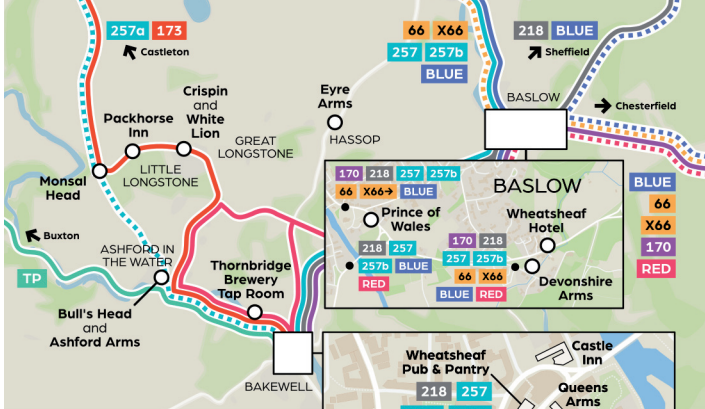 257a 173
Castleton
66 X66
257 257b
BLUE
218 BLUE
Sheffield
BASLOW
Chesterfield
Eyre
Arms
HASSOP
Crispin
and
White
Lion
Packhorse
Inn
GREAT
LONGSTONE
LITTLE
LONGSTONE
Monsal
Head
Buxton
TP
ASHFORD IN
THE WATER
Bull's Head
and
Ashford Arms
Thornbridge
Brewery
Tap Room
BAKEWELL
170 218 257 257b
66 X66→ BLUE
BASLOW
Prince of
Wales
218 257
257b BLUE
RED
170 218
257 257b
66 X66
BLUE RED
Wheatsheaf
Hotel
Devonshire
Arms
BLUE
66
X66
170
RED
Wheatsheaf
Pub & Pantry
218 257
Castle
Inn
Queens
Arms